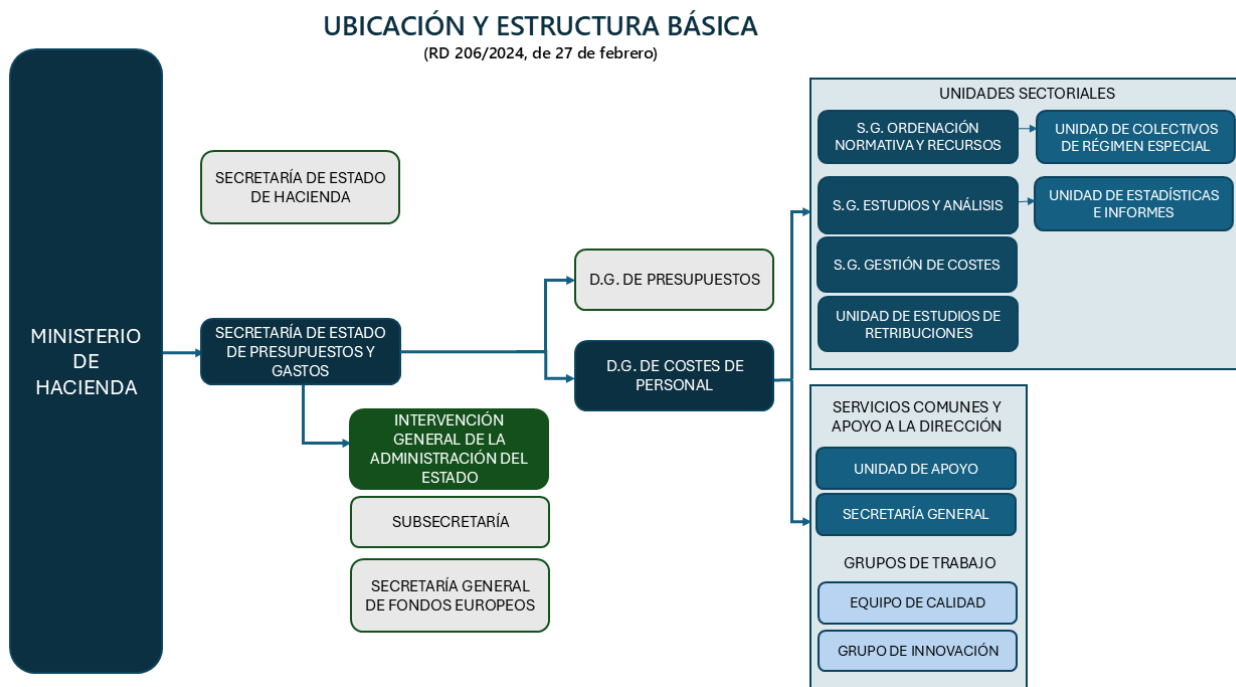 UBICACIÓN Y ESTRUCTURA BÁSICA
(RD 206/2024, de 27 de febrero)
MINISTERIO
DE
HACIENDA
SECRETARÍA DE ESTADO
DE HACIENDA
SECRETARÍA DE ESTADO
DE PRESUPUESTOS Y
GASTOS
INTERVENCIÓN
GENERAL DE LA
ADMINISTRACIÓN DEL
ESTADO
SUBSECRETARÍA
SECRETARÍA GENERAL
DE FONDOS EUROPEOS
D.G. DE PRESUPUESTOS
D.G. DE COSTES DE
PERSONAL
UNIDADES SECTORIALES
S.G. ORDENACIÓN
NORMATIVA Y RECURSOS
UNIDAD DE COLECTIVOS
DE RÉGIMEN ESPECIAL
S.G. ESTUDIOS Y ANÁLISIS
UNIDAD DE ESTADÍSTICAS
E INFORMES
S.G. GESTIÓN DE COSTES
UNIDAD DE ESTUDIOS DE
RETRIBUCIONES
SERVICIOS COMUNES Y
APOYO A LA DIRECCIÓN
UNIDAD DE APOYO
SECRETARÍA GENERAL
GRUPOS DE TRABAJO
EQUIPO DE CALIDAD
GRUPO DE INNOVACIÓN